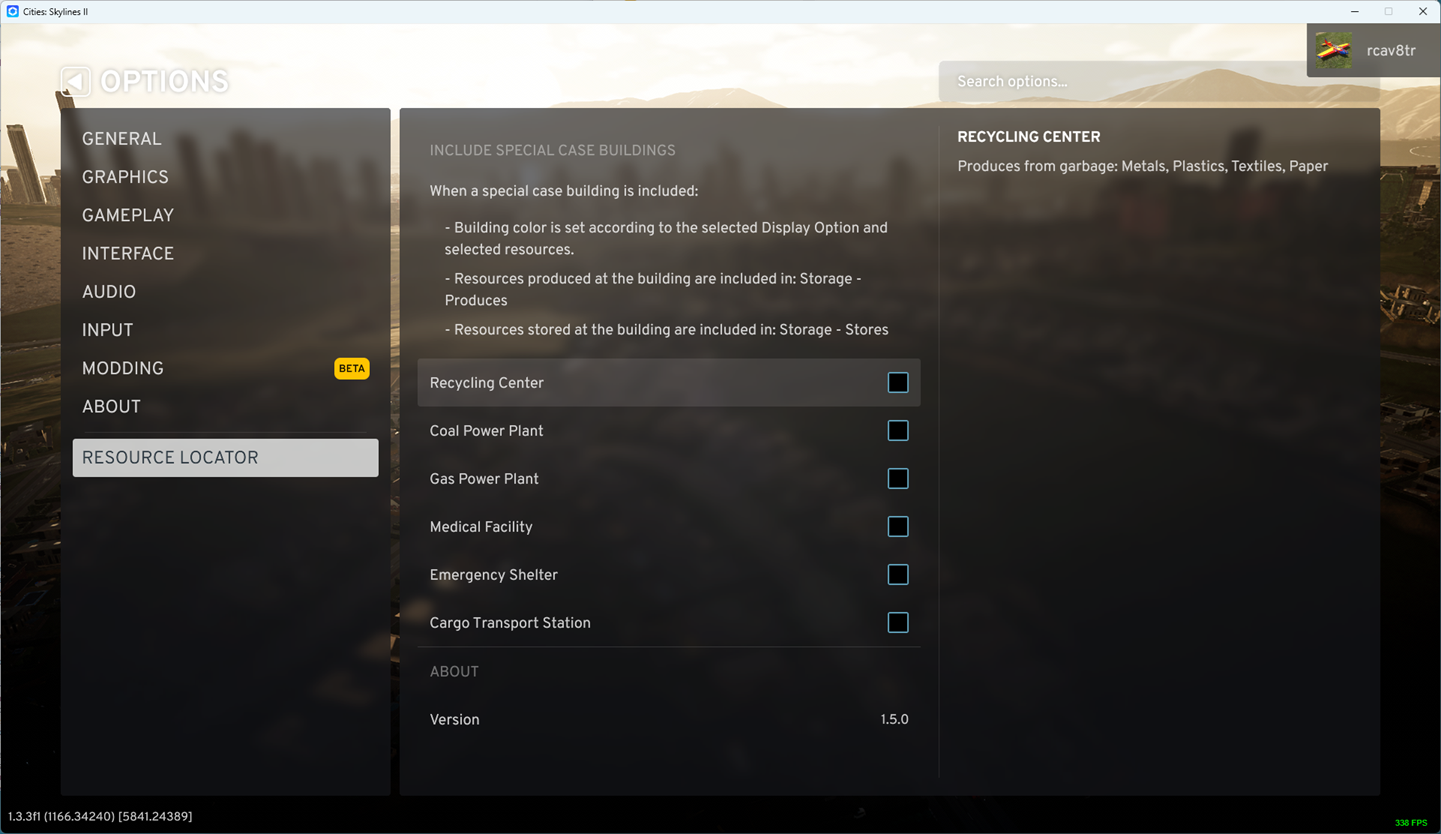 Cities: Skylines II
rcav8tr
OPTIONS
Search options...
GENERAL
GRAPHICS
GAMEPLAY
INTERFACE
AUDIO
INPUT
MODDING
BETA
ABOUT
RESOURCE LOCATOR
INCLUDE SPECIAL CASE BUILDINGS
When a special case building is included:
- Building color is set according to the selected Display Option and
selected resources.
- Resources produced at the building are included in: Storage -
Produces
- Resources stored at the building are included in: Storage - Stores
Recycling Center
Coal Power Plant
Gas Power Plant
Medical Facility
Emergency Shelter
Cargo Transport Station
ABOUT
Version 1.5.0
RECYCLING CENTER
Produces from garbage: Metals, Plastics, Textiles, Paper
1.3.3f1 (1166.34240) [5841.24389]
338 FPS